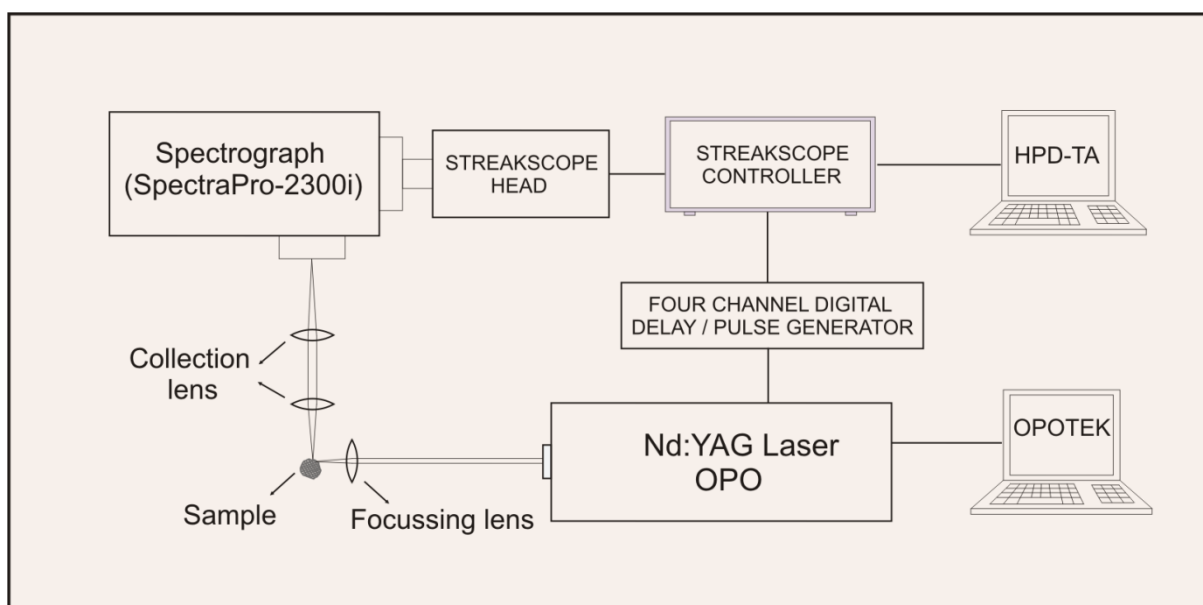 Spectrograph
(SpectraPro-2300i)
STREAKSCOPE
HEAD
STREAKSCOPE
CONTROLLER
HPD-TA
FOUR CHANNEL DIGITAL
DELAY / PULSE GENERATOR
Collection
lens
Nd:YAG Laser
OPO
OPOTEK
Sample
Focussing lens